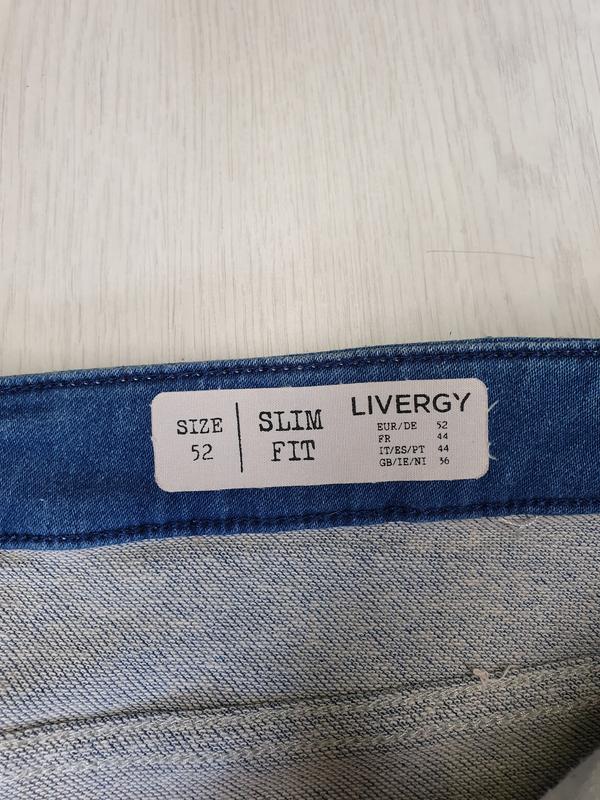 SIZE
52
SLIM
FIT
LIVERGY
EUR/DE 52
FR 44
IT/ES/PT 44
GB/IE/NI 36